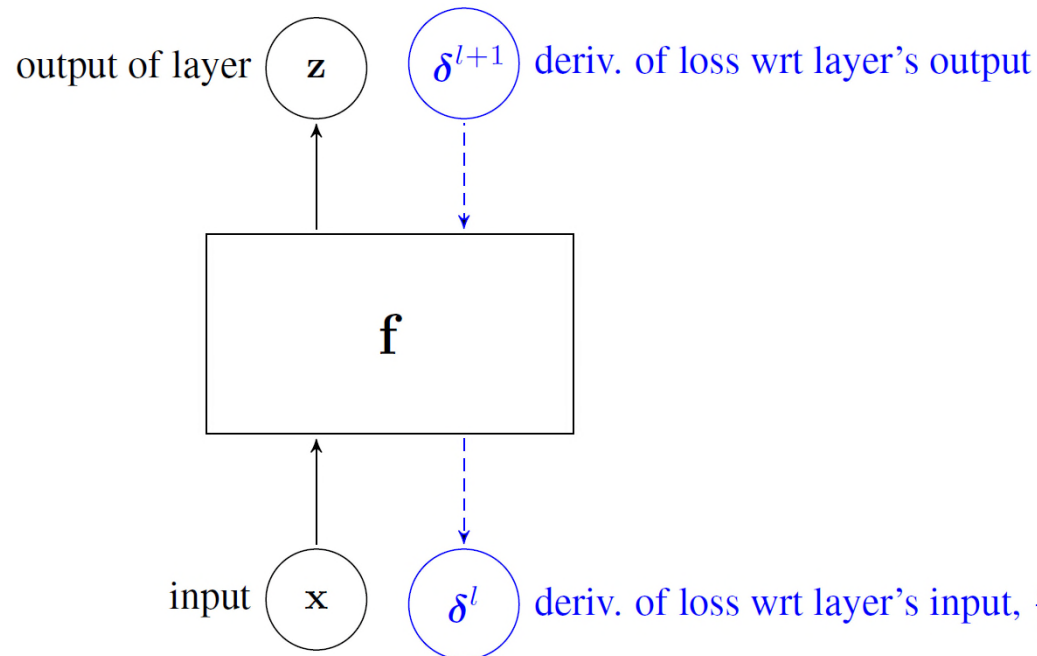 output of layer z δ^{l+1} deriv. of loss wrt layer's output
f
input x δ^l deriv. of loss wrt layer's input,